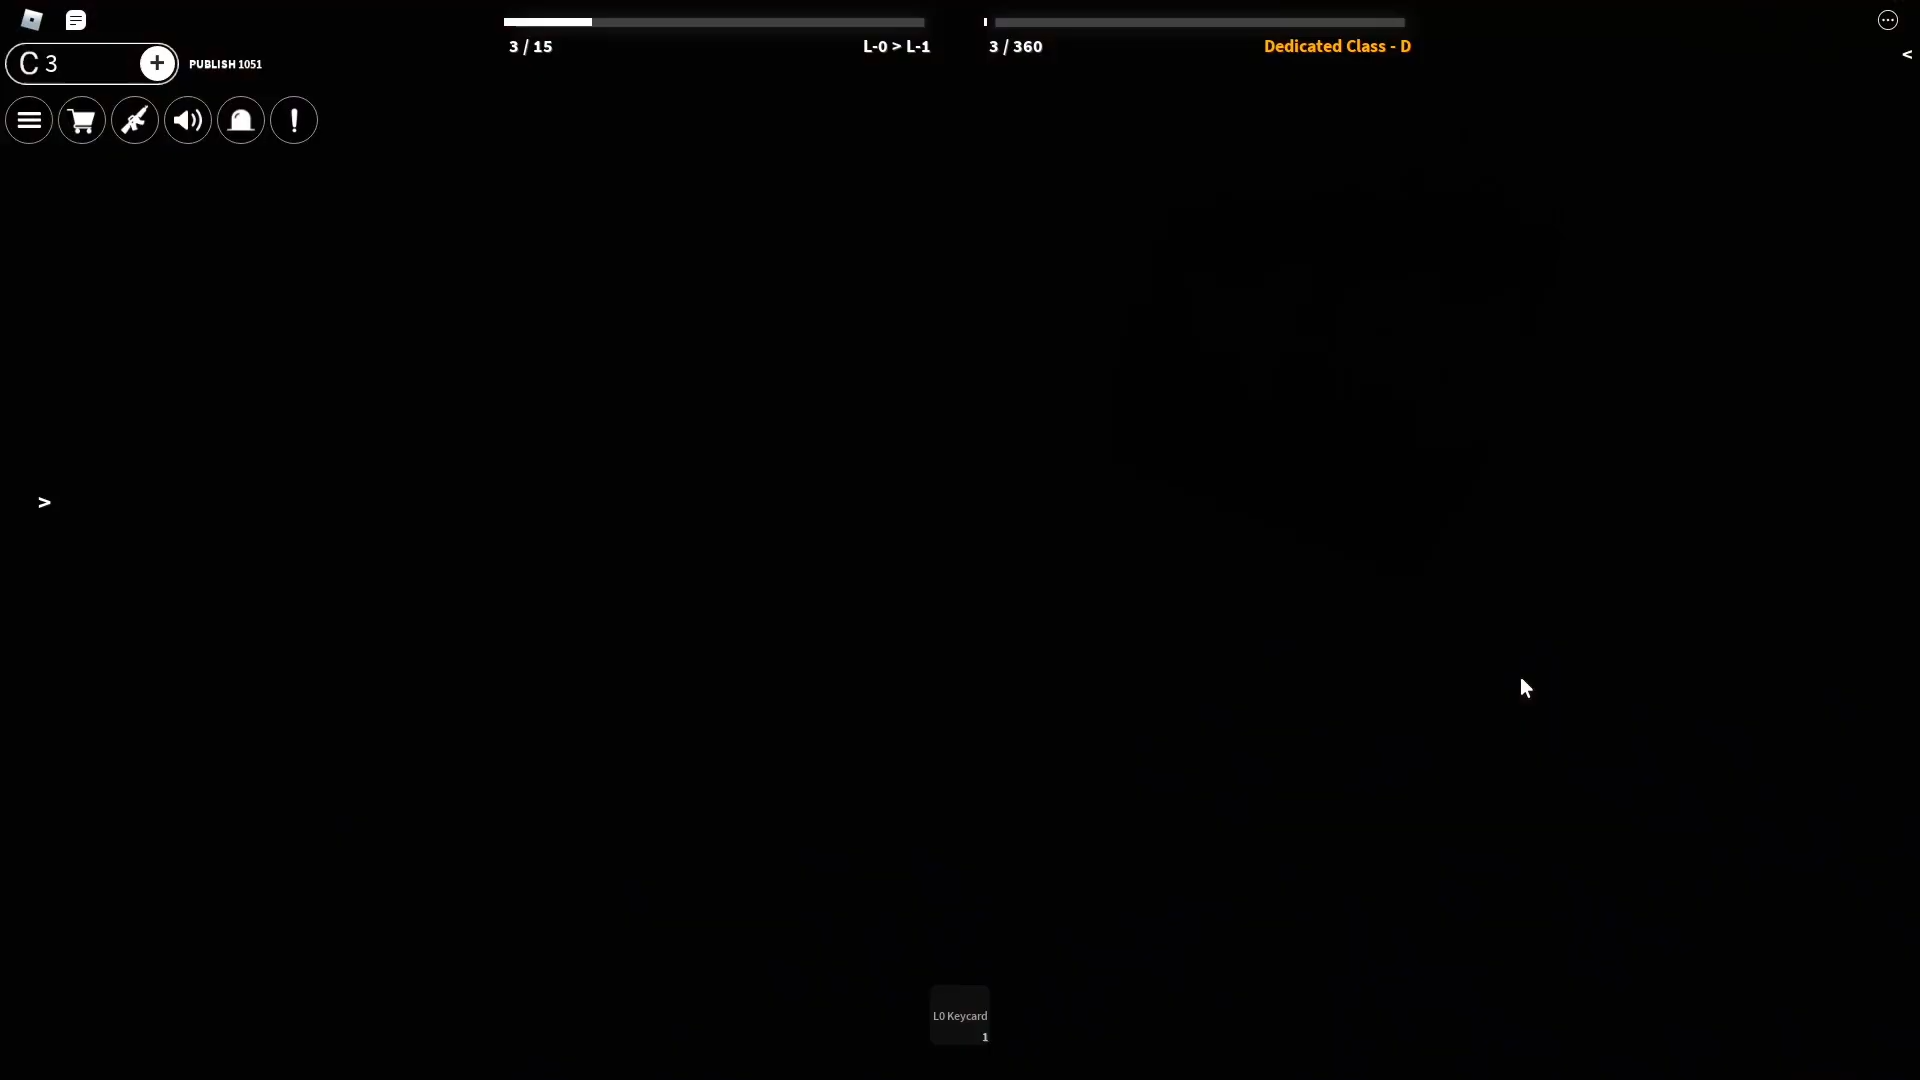 3 / 15
L-0 > L-1
3 / 360
Dedicated Class - D
<
C 3
+
PUBLISH 1051
>
L0 Keycard
1